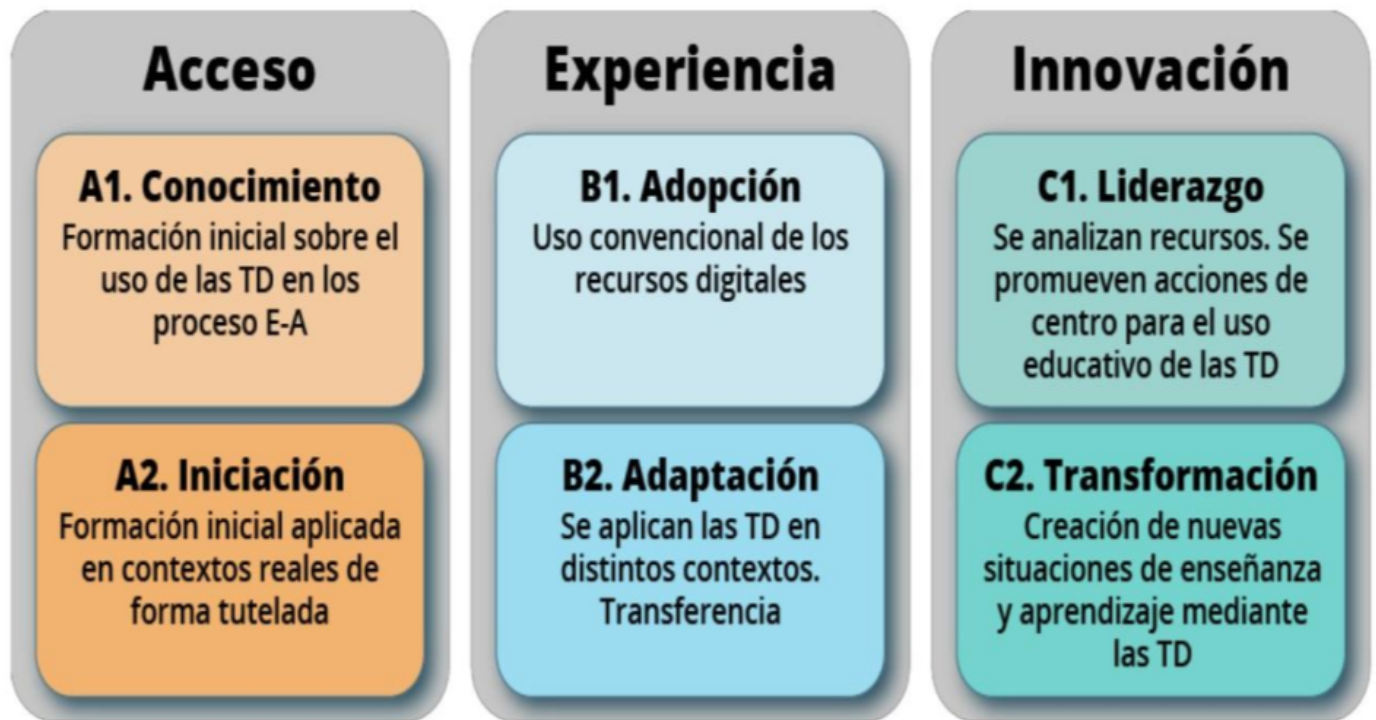 Acceso
A1. Conocimiento
Formación inicial sobre el
uso de las TD en los
proceso E-A
A2. Iniciación
Formación inicial aplicada
en contextos reales de
forma tutelada
Experiencia
B1. Adopción
Uso convencional de los
recursos digitales
B2. Adaptación
Se aplican las TD en
distintos contextos.
Transferencia
Innovación
C1. Liderazgo
Se analizan recursos. Se
promueven acciones de
centro para el uso
educativo de las TD
C2. Transformación
Creación de nuevas
situaciones de enseñanza
y aprendizaje mediante
las TD